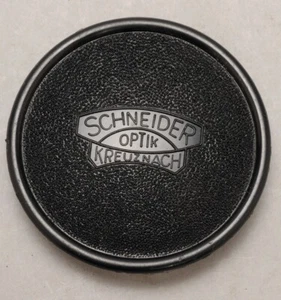 SCHNEIDER
OPTIK
KREUZNACH